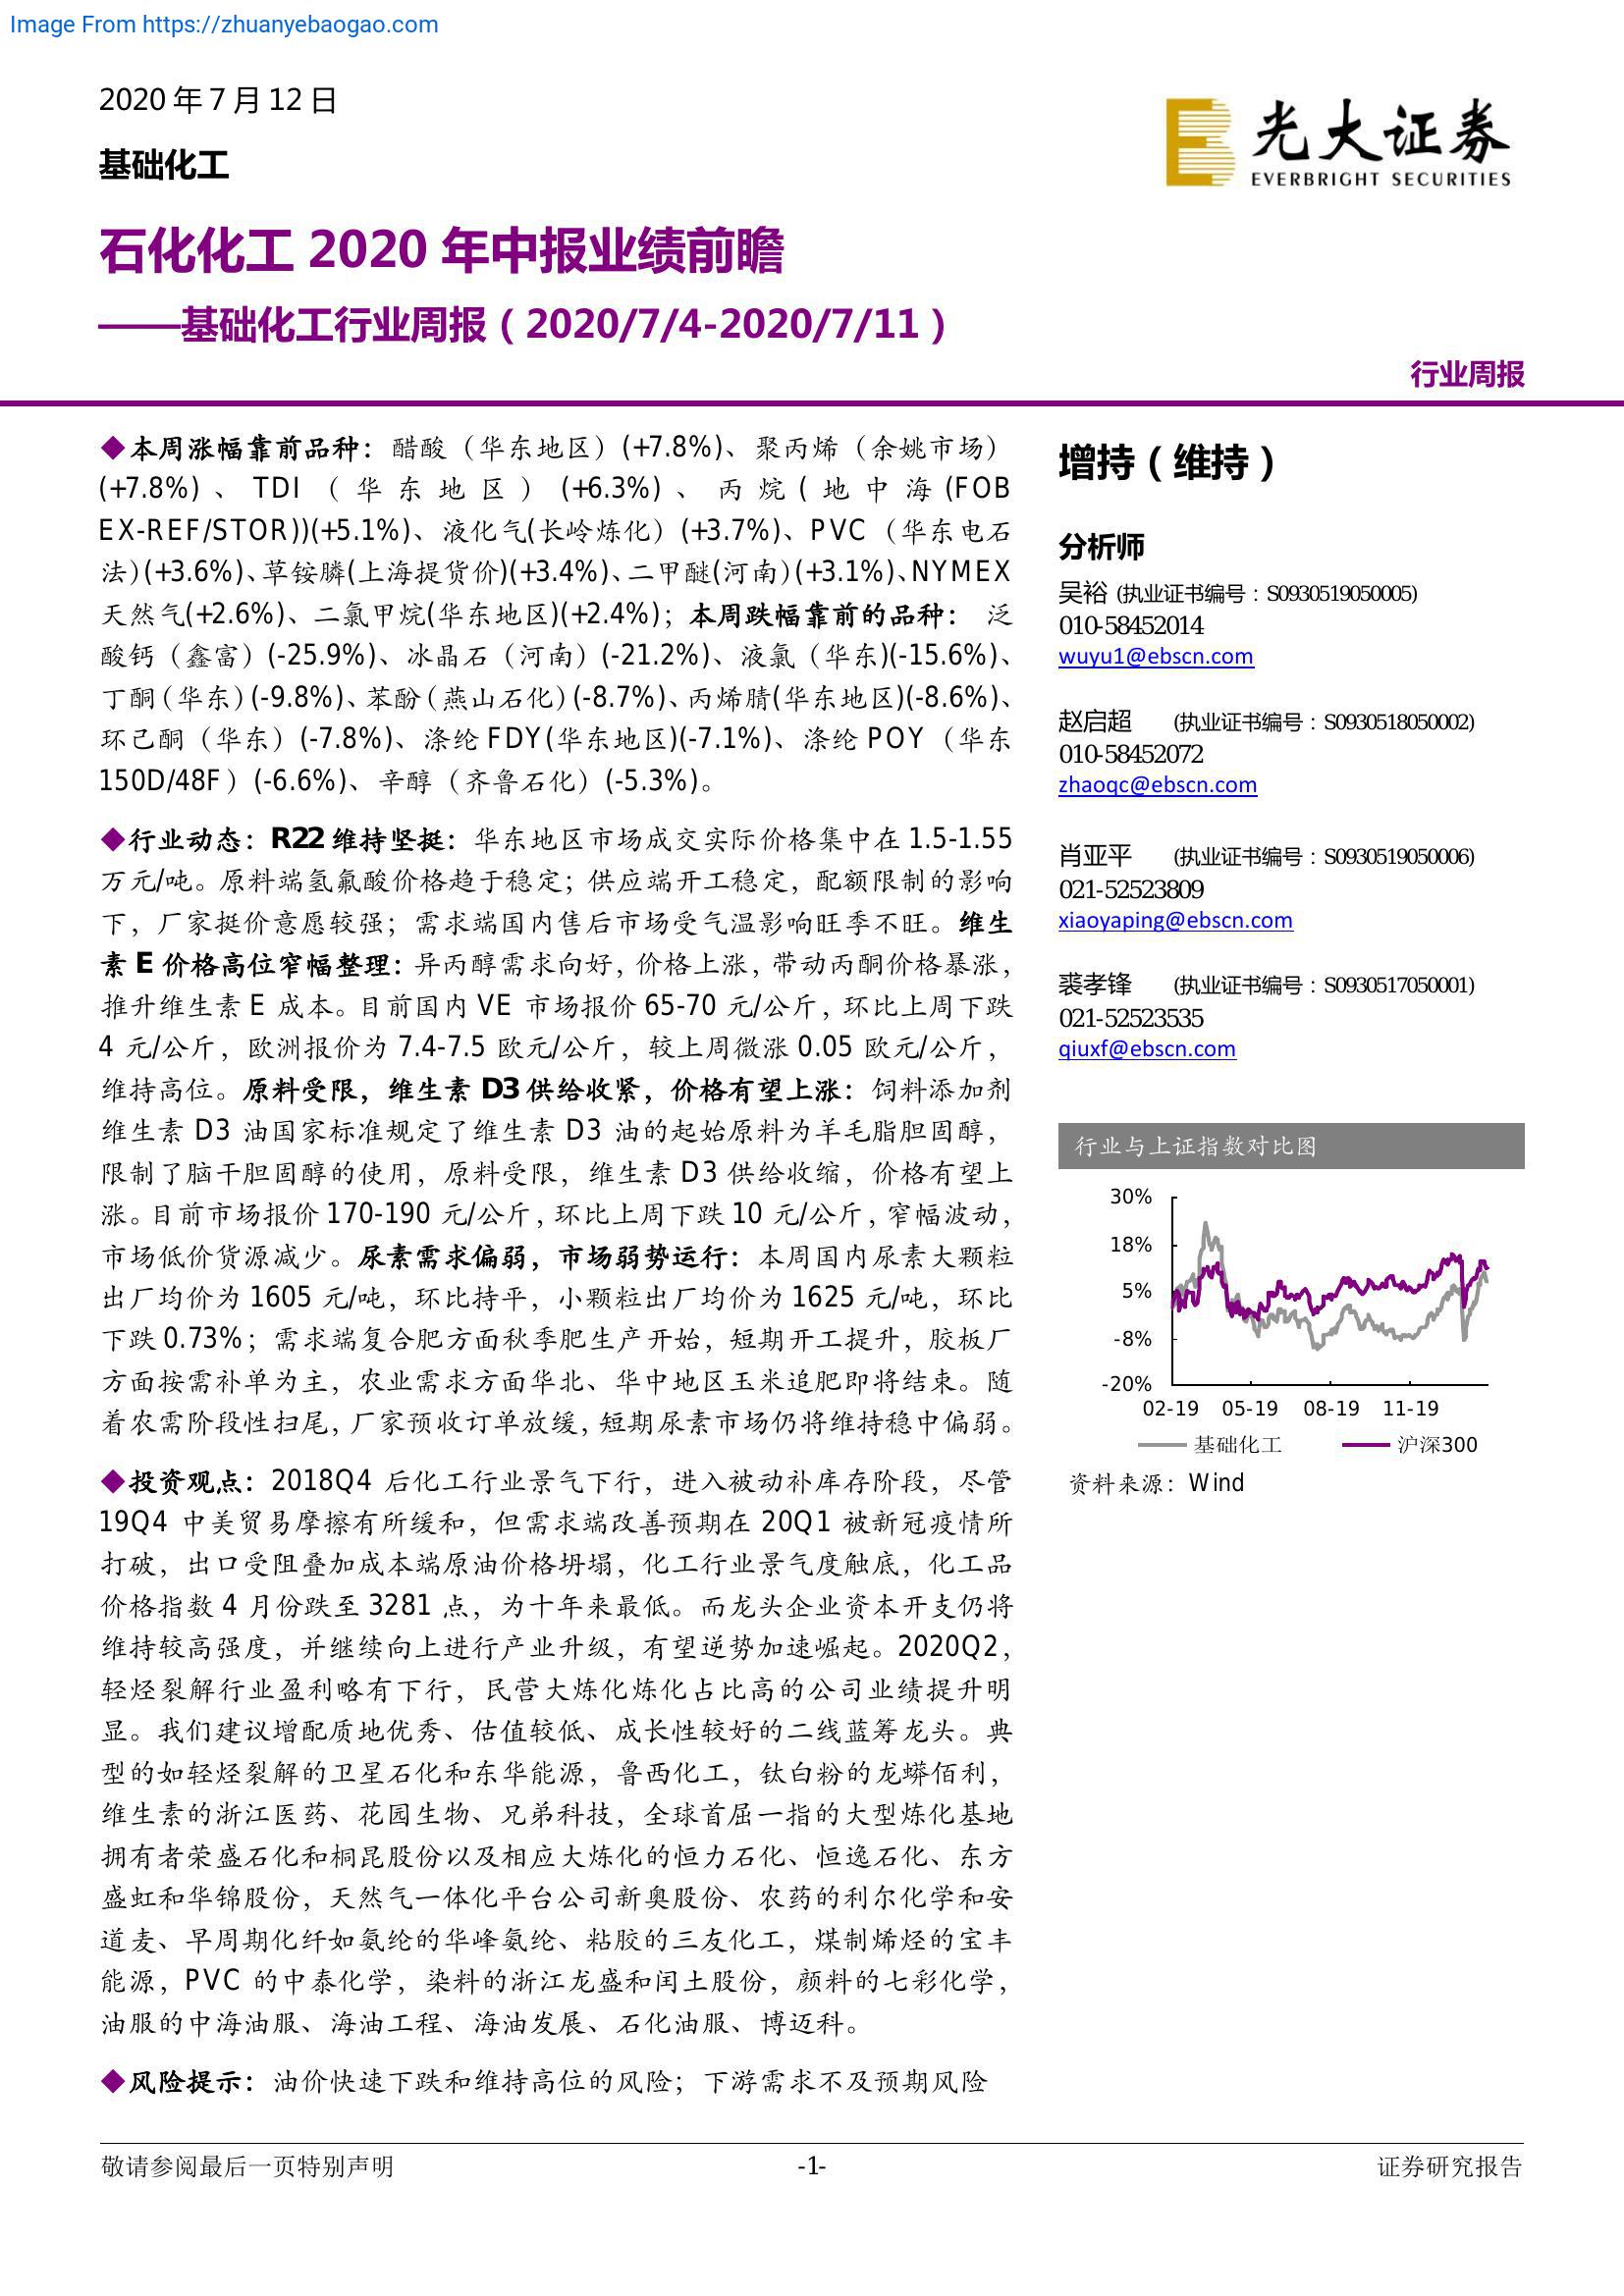 Image From https://zhuanyebaogao.com
2020 年 7 月 12 日
基础化工
光大证券
EVERBRIGHT SECURITIES
石化化工 2020 年中报业绩前瞻
——基础化工行业周报（2020/7/4-2020/7/11）
行业周报
◆本周涨幅靠前品种：醋酸（华东地区）(+7.8%)、聚丙烯（余姚市场）
(+7.8%)、TDI（华东地区）(+6.3%)、丙烷(地中海(FOB
EX-REF/STOR))(+5.1%)、液化气(长岭炼化）(+3.7%)、PVC（华东电石
法）(+3.6%)、草铵膦(上海提货价)(+3.4%)、二甲醚(河南）(+3.1%)、NYMEX
天然气(+2.6%)、二氯甲烷(华东地区)(+2.4%)；本周跌幅靠前的品种： 泛
酸钙（鑫富）(-25.9%)、冰晶石（河南）(-21.2%)、液氯（华东)(-15.6%)、
丁酮（华东）(-9.8%)、苯酚（燕山石化）(-8.7%)、丙烯腈(华东地区)(-8.6%)、
环己酮（华东）(-7.8%)、涤纶 FDY(华东地区)(-7.1%)、涤纶 POY（华东
150D/48F）(-6.6%)、辛醇（齐鲁石化）(-5.3%)。
◆行业动态：R22 维持坚挺：华东地区市场成交实际价格集中在 1.5-1.55
万元/吨。原料端氢氟酸价格趋于稳定；供应端开工稳定，配额限制的影响
下，厂家挺价意愿较强；需求端国内售后市场受气温影响旺季不旺。维生
素 E 价格高位窄幅整理：异丙醇需求向好，价格上涨，带动丙酮价格暴涨，
推升维生素 E 成本。目前国内 VE 市场报价 65-70 元/公斤，环比上周下跌
4 元/公斤，欧洲报价为 7.4-7.5 欧元/公斤，较上周微涨 0.05 欧元/公斤，
维持高位。原料受限，维生素 D3 供给收紧，价格有望上涨：饲料添加剂
维生素 D3 油国家标准规定了维生素 D3 油的起始原料为羊毛脂胆固醇，
限制了脑干胆固醇的使用，原料受限，维生素 D3 供给收缩，价格有望上
涨。目前市场报价 170-190 元/公斤，环比上周下跌 10 元/公斤，窄幅波动，
市场低价货源减少。尿素需求偏弱，市场弱势运行：本周国内尿素大颗粒
出厂均价为 1605 元/吨，环比持平，小颗粒出厂均价为 1625 元/吨，环比
下跌 0.73%；需求端复合肥方面秋季肥生产开始，短期开工提升，胶板厂
方面按需补单为主，农业需求方面华北、华中地区玉米追肥即将结束。随
着农需阶段性扫尾，厂家预收订单放缓，短期尿素市场仍将维持稳中偏弱。
◆投资观点：2018Q4 后化工行业景气下行，进入被动补库存阶段，尽管
19Q4 中美贸易摩擦有所缓和，但需求端改善预期在 20Q1 被新冠疫情所
打破，出口受阻叠加成本端原油价格坍塌，化工行业景气度触底，化工品
价格指数 4 月份跌至 3281 点，为十年来最低。而龙头企业资本开支仍将
维持较高强度，并继续向上进行产业升级，有望逆势加速崛起。2020Q2，
轻烃裂解行业盈利略有下行，民营大炼化炼化占比高的公司业绩提升明
显。我们建议增配质地优秀、估值较低、成长性较好的二线蓝筹龙头。典
型的如轻烃裂解的卫星石化和东华能源，鲁西化工，钛白粉的龙蟒佰利，
维生素的浙江医药、花园生物、兄弟科技，全球首屈一指的大型炼化基地
拥有者荣盛石化和桐昆股份以及相应大炼化的恒力石化、恒逸石化、东方
盛虹和华锦股份，天然气一体化平台公司新奥股份、农药的利尔化学和安
道麦、早周期化纤如氨纶的华峰氨纶、粘胶的三友化工，煤制烯烃的宝丰
能源，PVC 的中泰化学，染料的浙江龙盛和闰土股份，颜料的七彩化学，
油服的中海油服、海油工程、海油发展、石化油服、博迈科。
◆风险提示：油价快速下跌和维持高位的风险；下游需求不及预期风险
增持（维持）
分析师
吴裕 (执业证书编号：S0930519050005)
010-58452014
wuyu1@ebscn.com
赵启超 (执业证书编号：S0930518050002)
010-58452072
zhaoqc@ebscn.com
肖亚平 (执业证书编号：S0930519050006)
021-52523809
xiaoyaping@ebscn.com
裘孝锋 (执业证书编号：S0930517050001)
021-52523535
qiuxf@ebscn.com
行业与上证指数对比图
30%
18%
5%
-8%
-20%
02-19 05-19 08-19 11-19
基础化工 沪深300
资料来源：Wind
敬请参阅最后一页特别声明 -1- 证券研究报告